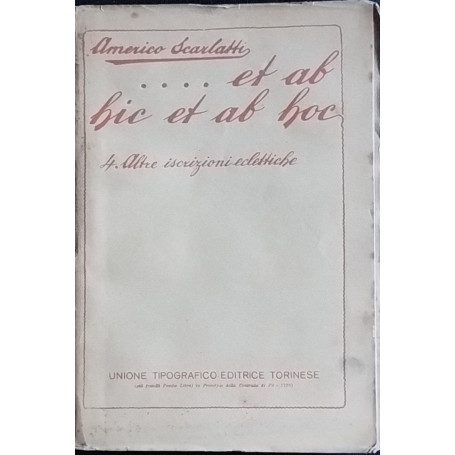 Americo Scarlatti
.... et ab
hic et ab hoc
4. Altre iscrizioni eclettiche
UNIONE TIPOGRAFICO-EDITRICE TORINESE